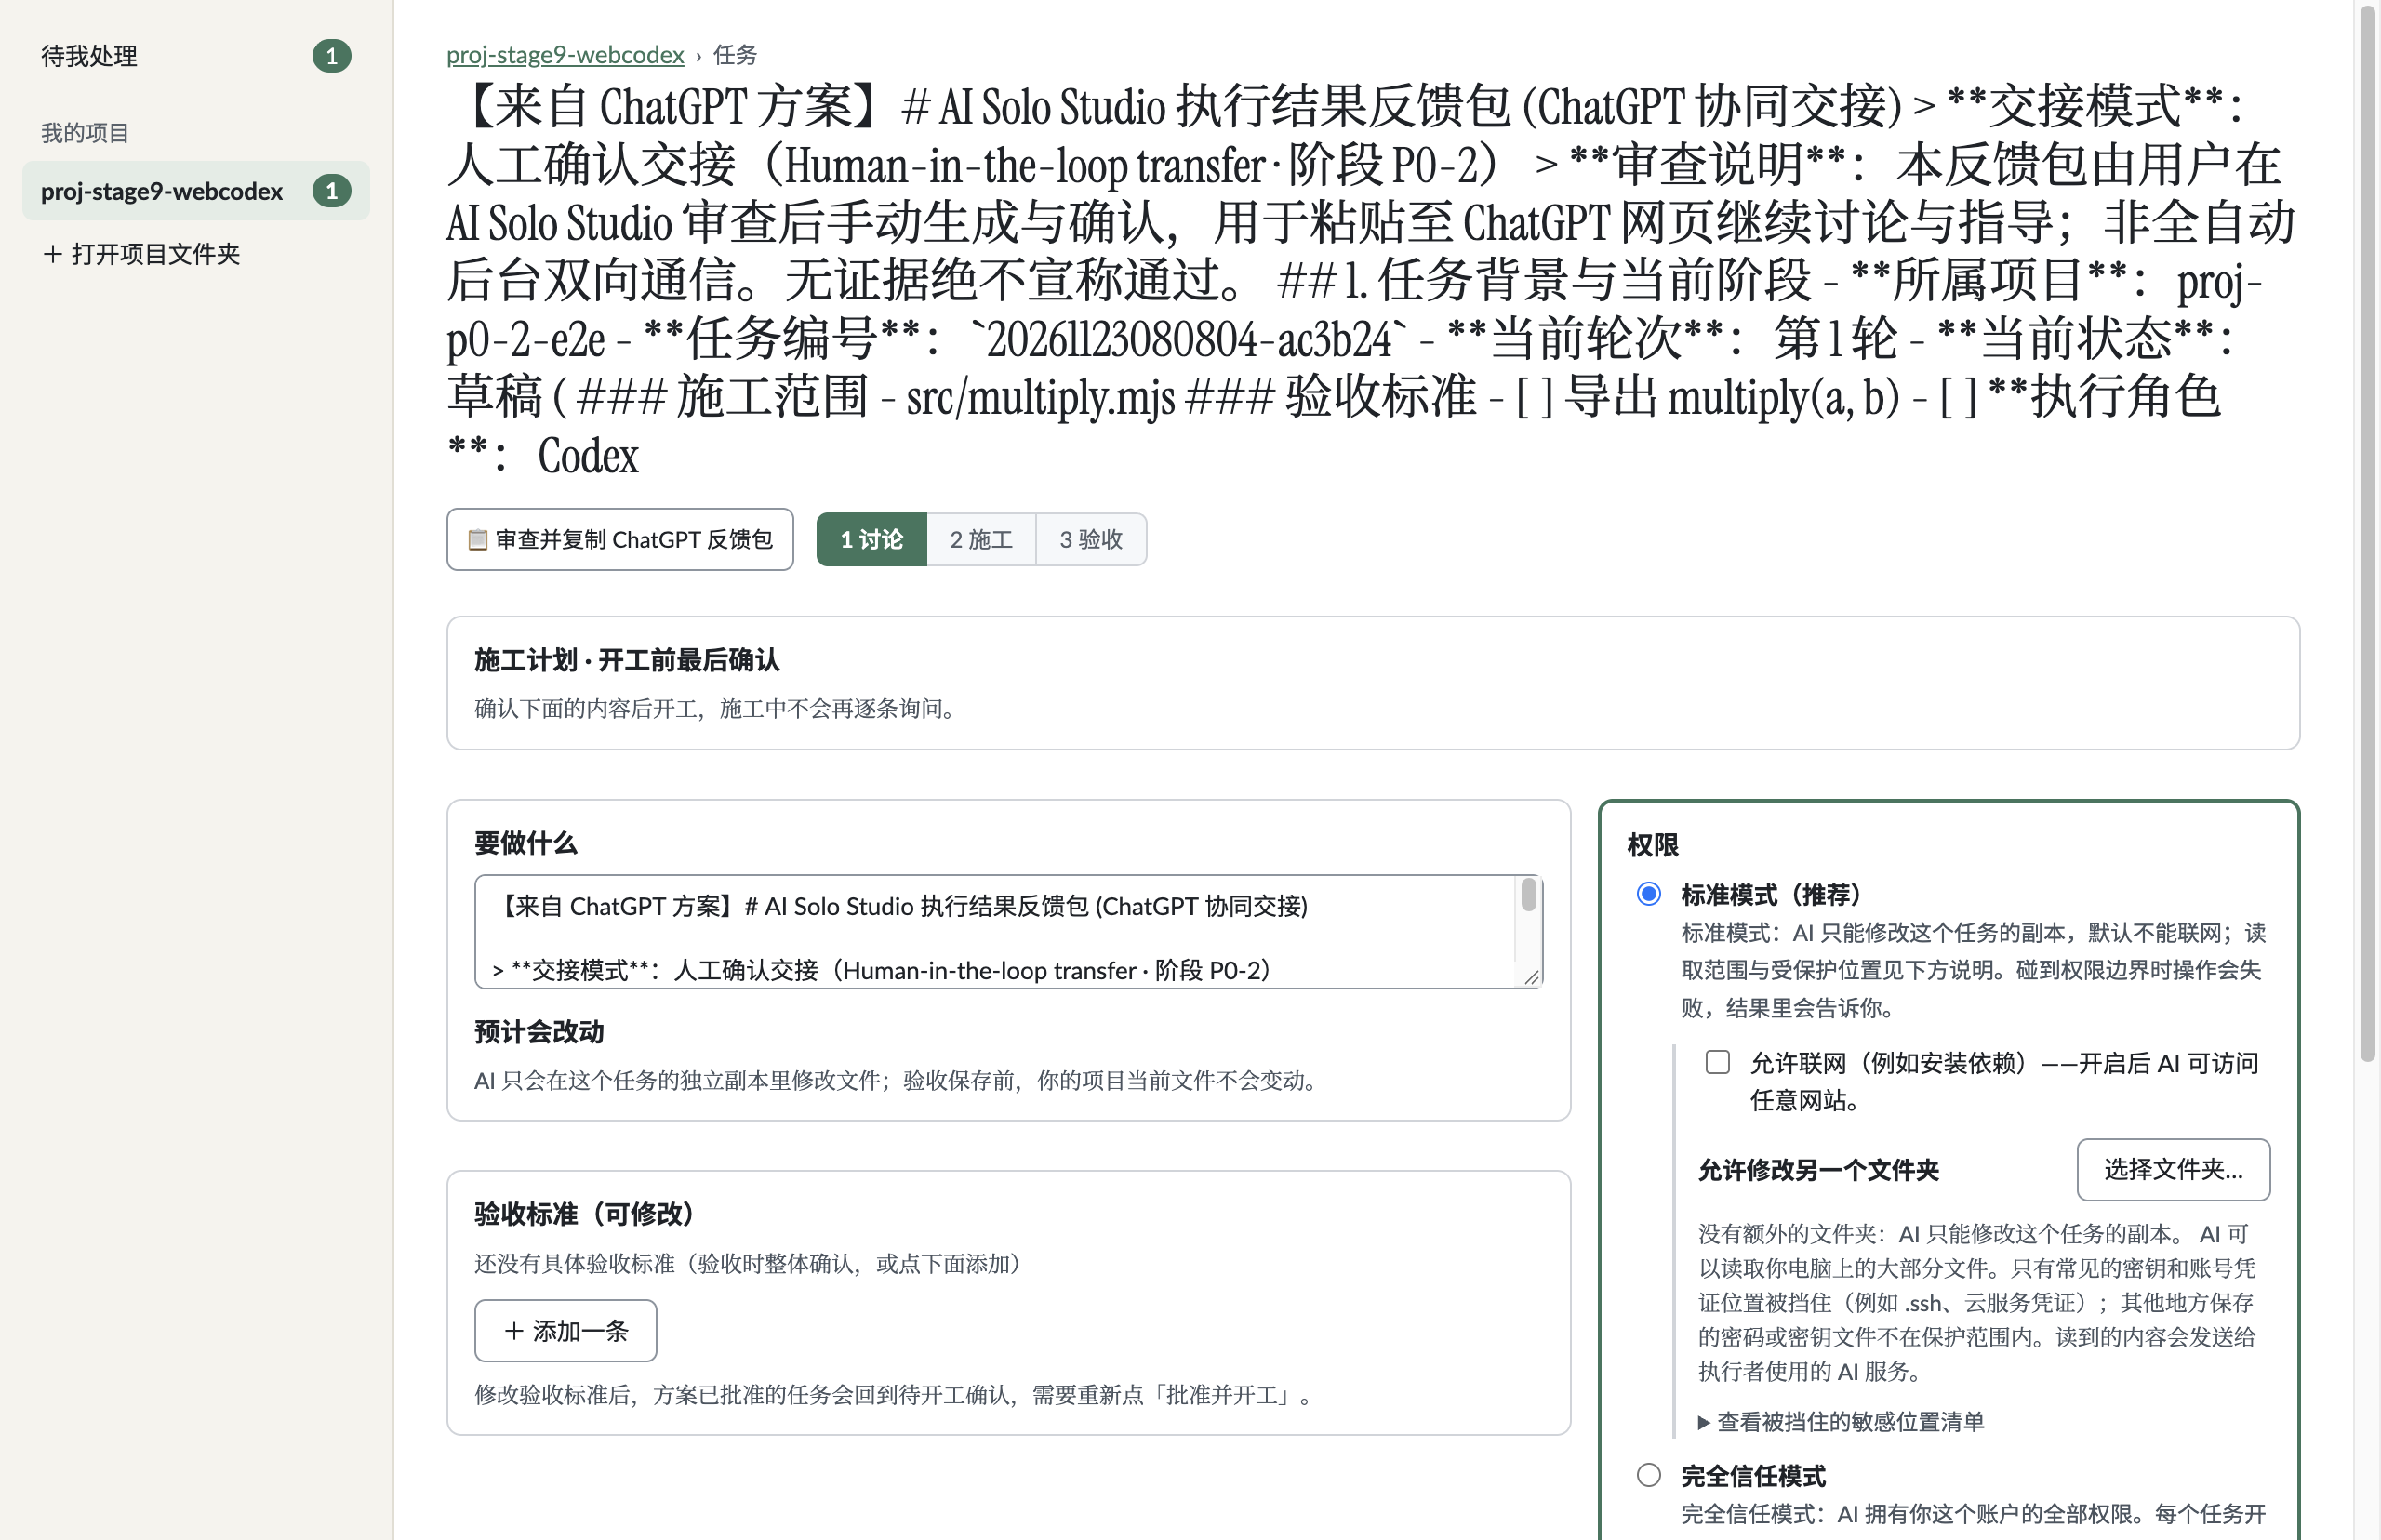 待我处理 1
我的项目
proj-stage9-webcodex 1
＋ 打开项目文件夹
proj-stage9-webcodex › 任务
【来自 ChatGPT 方案】# AI Solo Studio 执行结果反馈包 (ChatGPT 协同交接) > **交接模式**：
人工确认交接（Human-in-the-loop transfer · 阶段 P0-2） > **审查说明**：本反馈包由用户在
AI Solo Studio 审查后手动生成与确认，用于粘贴至 ChatGPT 网页继续讨论与指导；非全自动
后台双向通信。无证据绝不宣称通过。 ## 1. 任务背景与当前阶段 - **所属项目**： proj-
p0-2-e2e - **任务编号**： `20261123080804-ac3b24` - **当前轮次**： 第 1 轮 - **当前状态**：
草稿 ( ### 施工范围 - src/multiply.mjs ### 验收标准 - [ ] 导出 multiply(a, b) - [ ] **执行角色
**： Codex
📋 审查并复制 ChatGPT 反馈包
1 讨论 2 施工 3 验收
施工计划 · 开工前最后确认
确认下面的内容后开工，施工中不会再逐条询问。
要做什么
【来自 ChatGPT 方案】# AI Solo Studio 执行结果反馈包 (ChatGPT 协同交接)
> **交接模式**：人工确认交接（Human-in-the-loop transfer · 阶段 P0-2）
预计会改动
AI 只会在这个任务的独立副本里修改文件；验收保存前，你的项目当前文件不会变动。
验收标准（可修改）
还没有具体验收标准（验收时整体确认，或点下面添加）
＋ 添加一条
修改验收标准后，方案已批准的任务会回到待开工确认，需要重新点「批准并开工」。
权限
标准模式（推荐）
标准模式：AI 只能修改这个任务的副本，默认不能联网；读
取范围与受保护位置见下方说明。碰到权限边界时操作会失
败，结果里会告诉你。
允许联网（例如安装依赖）——开启后 AI 可访问
任意网站。
允许修改另一个文件夹
选择文件夹...
没有额外的文件夹：AI 只能修改这个任务的副本。 AI 可
以读取你电脑上的大部分文件。只有常见的密钥和账号凭
证位置被挡住（例如 .ssh、云服务凭证）；其他地方保存
的密码或密钥文件不在保护范围内。读到的内容会发送给
执行者使用的 AI 服务。
▶ 查看被挡住的敏感位置清单
完全信任模式
完全信任模式：AI 拥有你这个账户的全部权限。每个任务开